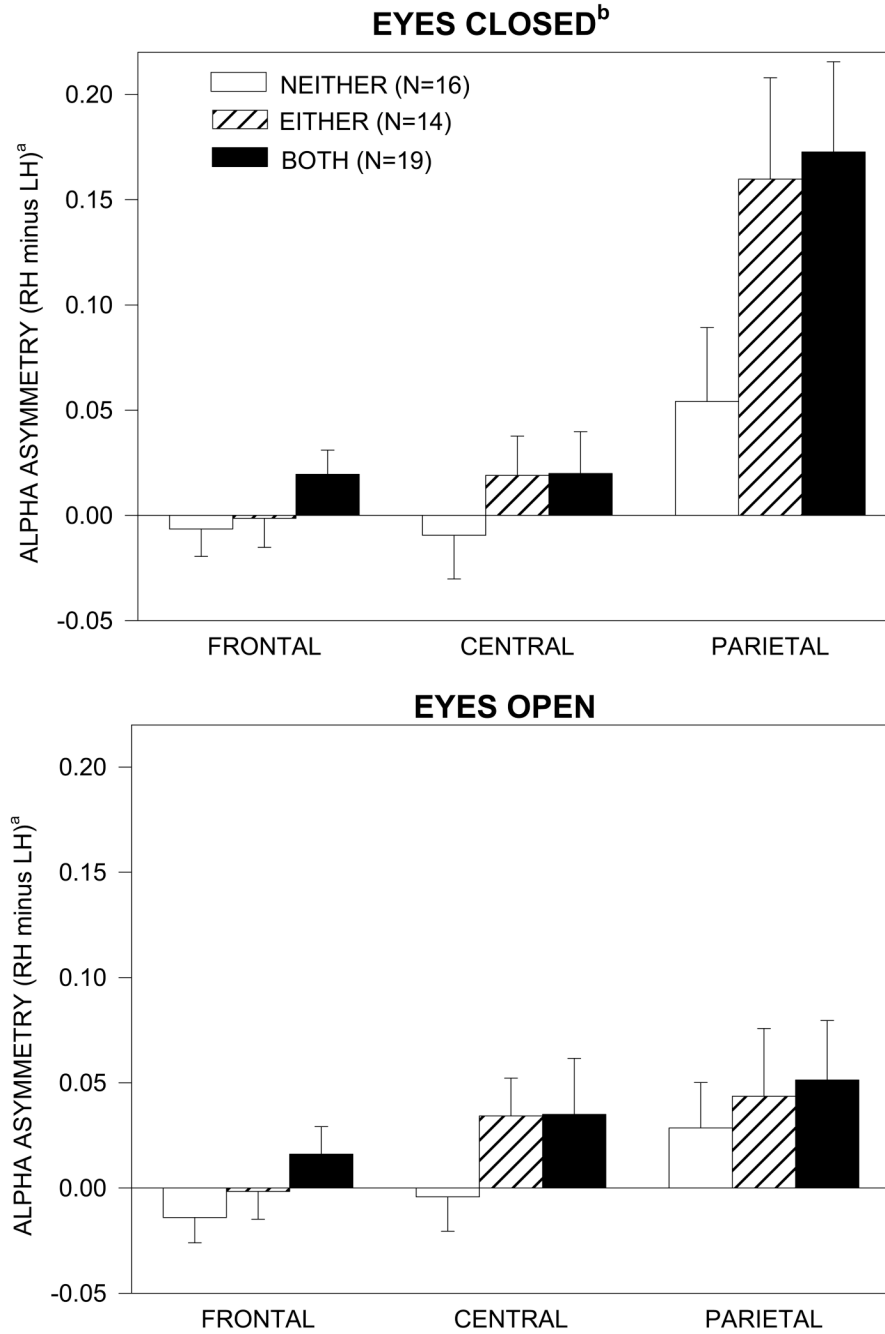 EYES CLOSEDᵇ
NEITHER (N=16)
EITHER (N=14)
BOTH (N=19)
ALPHA ASYMMETRY (RH minus LH)ᵃ
0.20
0.15
0.10
0.05
0.00
-0.05
FRONTAL CENTRAL PARIETAL
EYES OPEN
ALPHA ASYMMETRY (RH minus LH)ᵃ
0.20
0.15
0.10
0.05
0.00
-0.05
FRONTAL CENTRAL PARIETAL